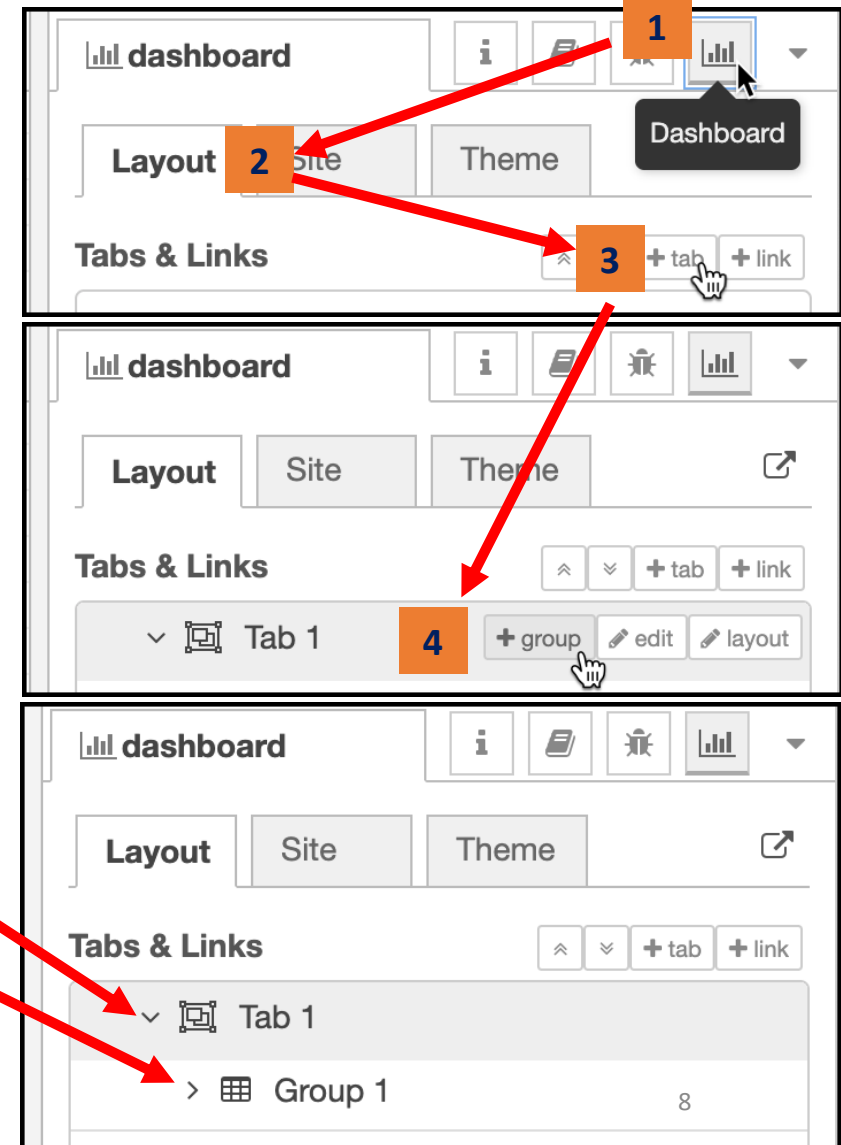 1
dashboard
Dashboard
Layout 2 Site Theme
Tabs & Links 3 + tab + link
dashboard
Layout Site Theme
Tabs & Links + tab + link
Tab 1 4 + group edit layout
dashboard
Layout Site Theme
Tabs & Links + tab + link
Tab 1
Group 1
8